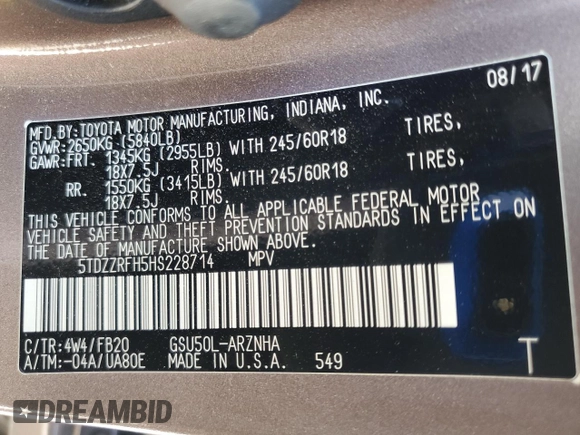 08/17
MFD.BY:TOYOTA MOTOR MANUFACTURING, INDIANA, INC.
GVWR:2650KG (5840LB)
GAWR:FRT. 1345KG (2955LB) WITH 245/60R18 TIRES,
18X7.5J RIMS.
RR. 1550KG (3415LB) WITH 245/60R18 TIRES,
18X7.5J RIMS.
THIS VEHICLE CONFORMS TO ALL APPLICABLE FEDERAL MOTOR
VEHICLE SAFETY AND THEFT PREVENTION STANDARDS IN EFFECT ON
THE DATE OF MANUFACTURE SHOWN ABOVE.
5TDZZRFH5HS228714 MPV
C/TR:4W4/FB20 GSU50L-ARZNHA
A/TM:-04A/UA80E MADE IN U.S.A. 549 T
DREAMBID